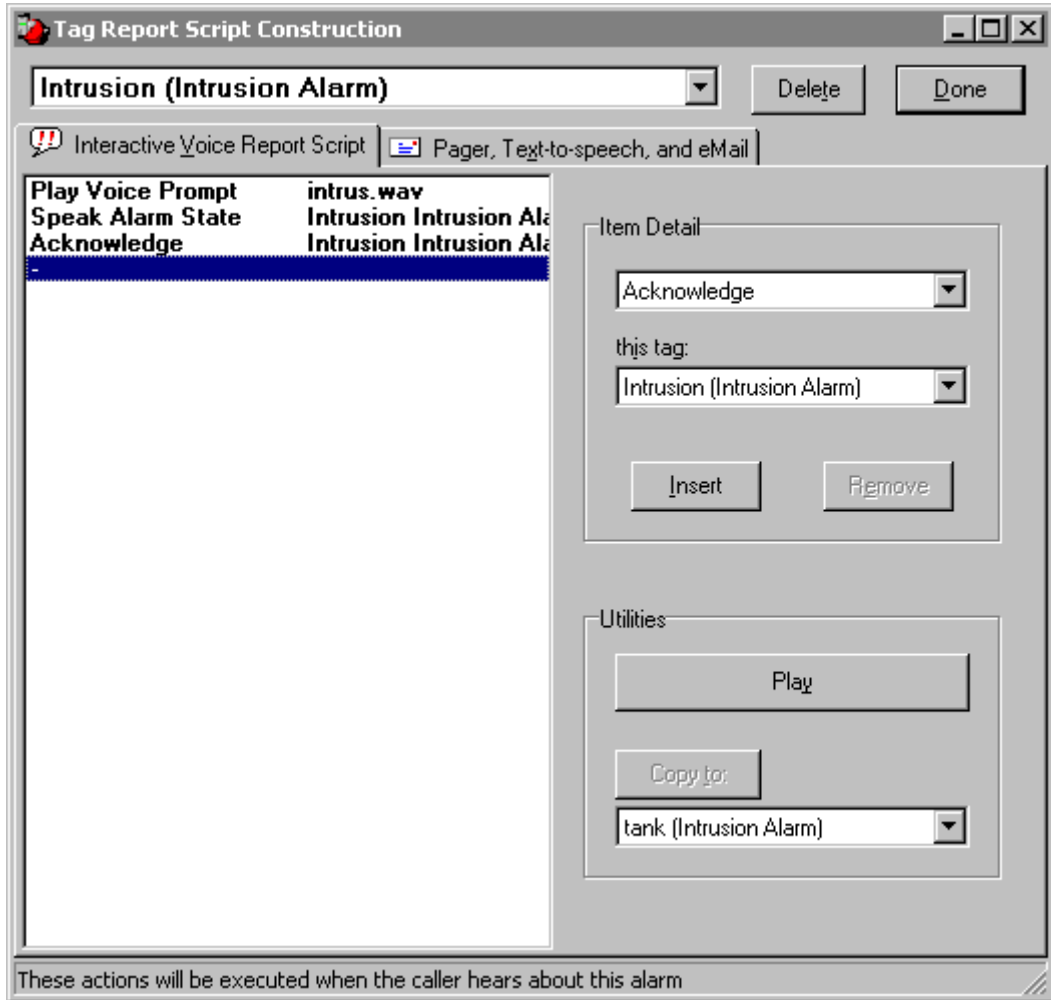 Tag Report Script Construction
Intrusion (Intrusion Alarm)
Delete
Done
Interactive Voice Report Script
Pager, Text-to-speech, and eMail
Play Voice Prompt intrus.wav
Speak Alarm State Intrusion Intrusion Ala
Acknowledge Intrusion Intrusion Ala
-
Item Detail
Acknowledge
this tag:
Intrusion (Intrusion Alarm)
Insert
Remove
Utilities
Play
Copy to:
tank (Intrusion Alarm)
These actions will be executed when the caller hears about this alarm